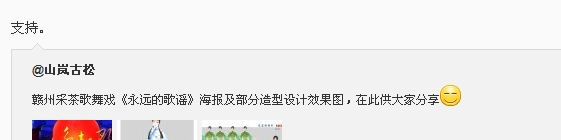 支持。
@山岚古松
赣州采茶歌舞戏《永远的歌谣》海报及部分造型设计效果图，在此供大家分享